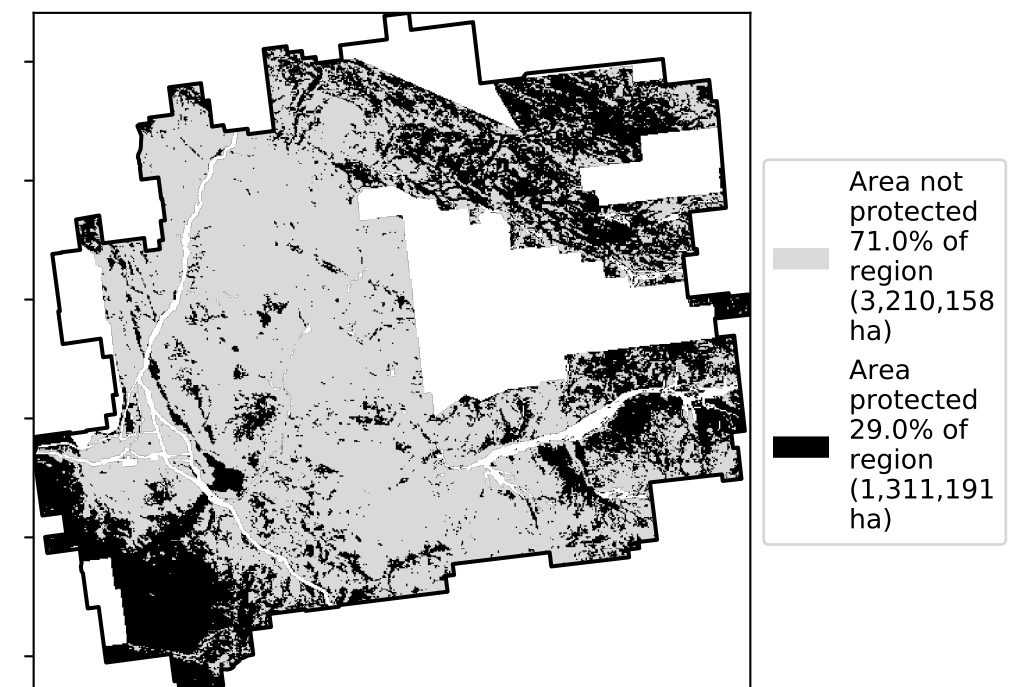 Area not
protected
71.0% of
region
(3,210,158
ha)
Area
protected
29.0% of
region
(1,311,191
ha)